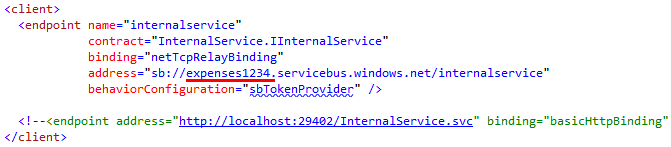 <client>
<endpoint name="internalservice"
contract="InternalService.IInternalService"
binding="netTcpRelayBinding"
address="sb://expenses1234.servicebus.windows.net/internalservice"
behaviorConfiguration="sbTokenProvider" />
<!--<endpoint address="http://localhost:29402/InternalService.svc" binding="basicHttpBinding"
</client>